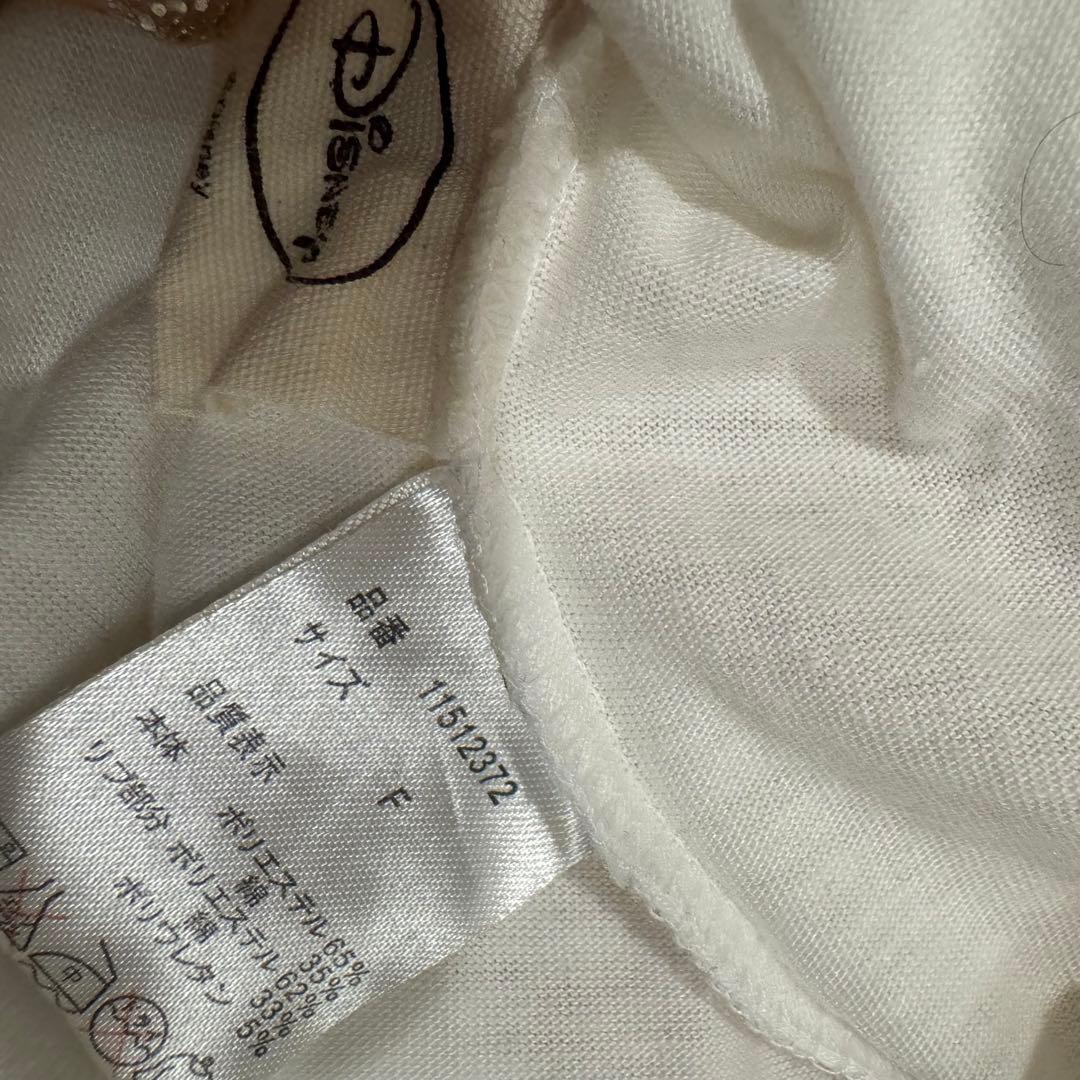 Disney
Disney
品番 11512372
サイズ F
品質表示
本体 ポリエステル 65%
綿 35%
リブ部分 ポリエステル 62%
綿 33%
ポリウレタン 5%
中